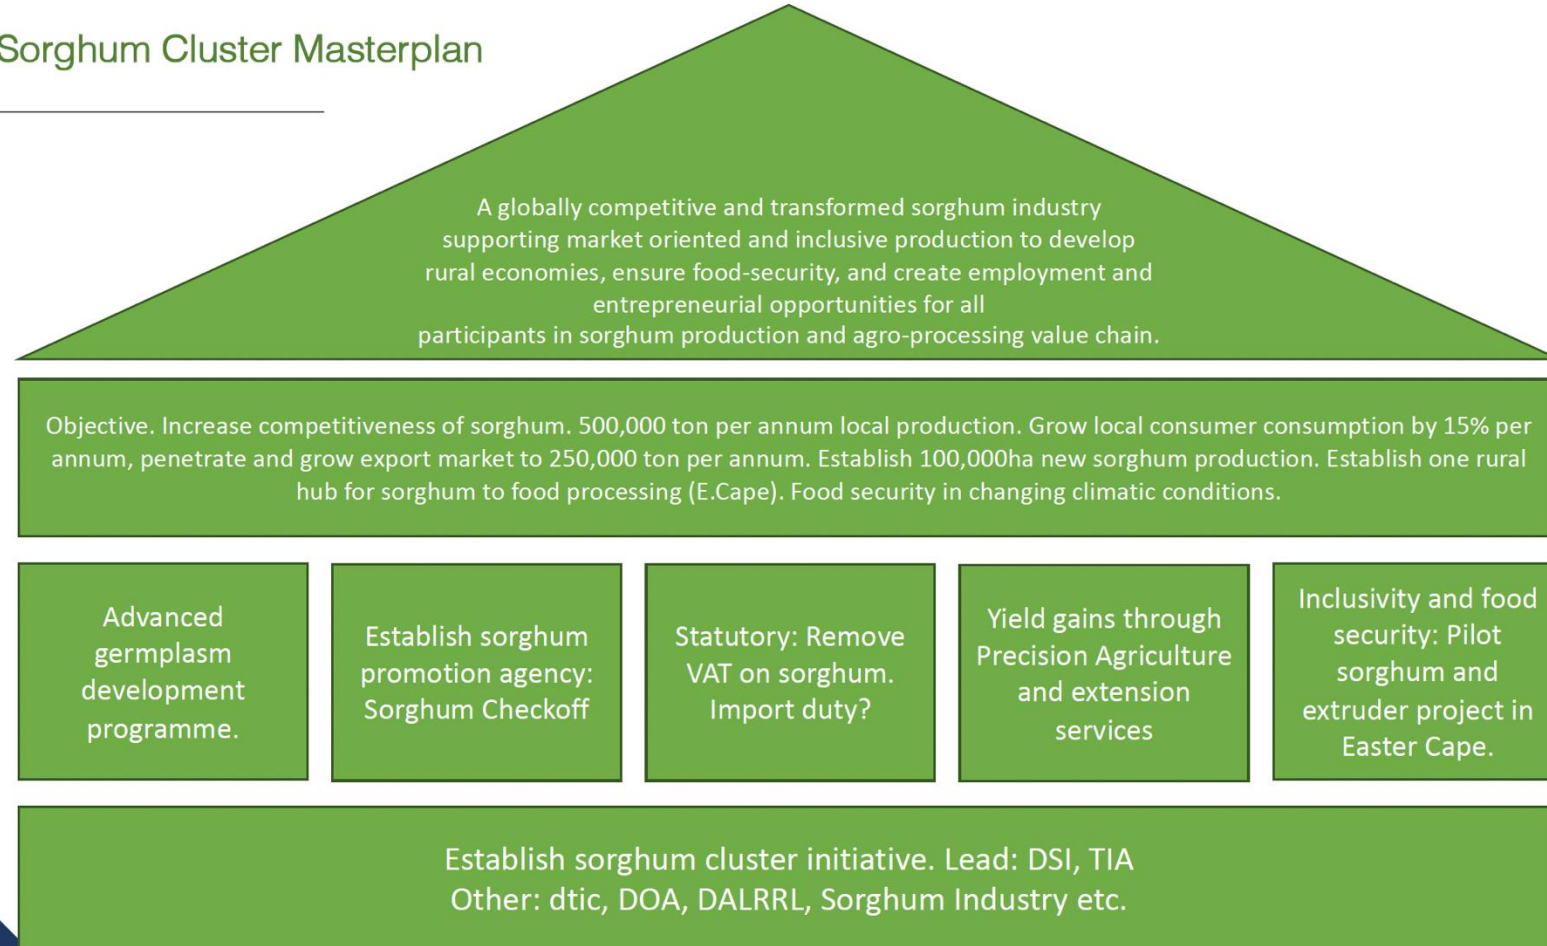 Sorghum Cluster Masterplan
A globally competitive and transformed sorghum industry
supporting market oriented and inclusive production to develop
rural economies, ensure food-security, and create employment and
entrepreneurial opportunities for all
participants in sorghum production and agro-processing value chain.
Objective. Increase competitiveness of sorghum. 500,000 ton per annum local production. Grow local consumer consumption by 15% per
annum, penetrate and grow export market to 250,000 ton per annum. Establish 100,000ha new sorghum production. Establish one rural
hub for sorghum to food processing (E.Cape). Food security in changing climatic conditions.
Advanced
germplasm
development
programme.
Establish sorghum
promotion agency:
Sorghum Checkoff
Statutory: Remove
VAT on sorghum.
Import duty?
Yield gains through
Precision Agriculture
and extension
services
Inclusivity and food
security: Pilot
sorghum and
extruder project in
Easter Cape.
Establish sorghum cluster initiative. Lead: DSI, TIA
Other: dtic, DOA, DALRRL, Sorghum Industry etc.